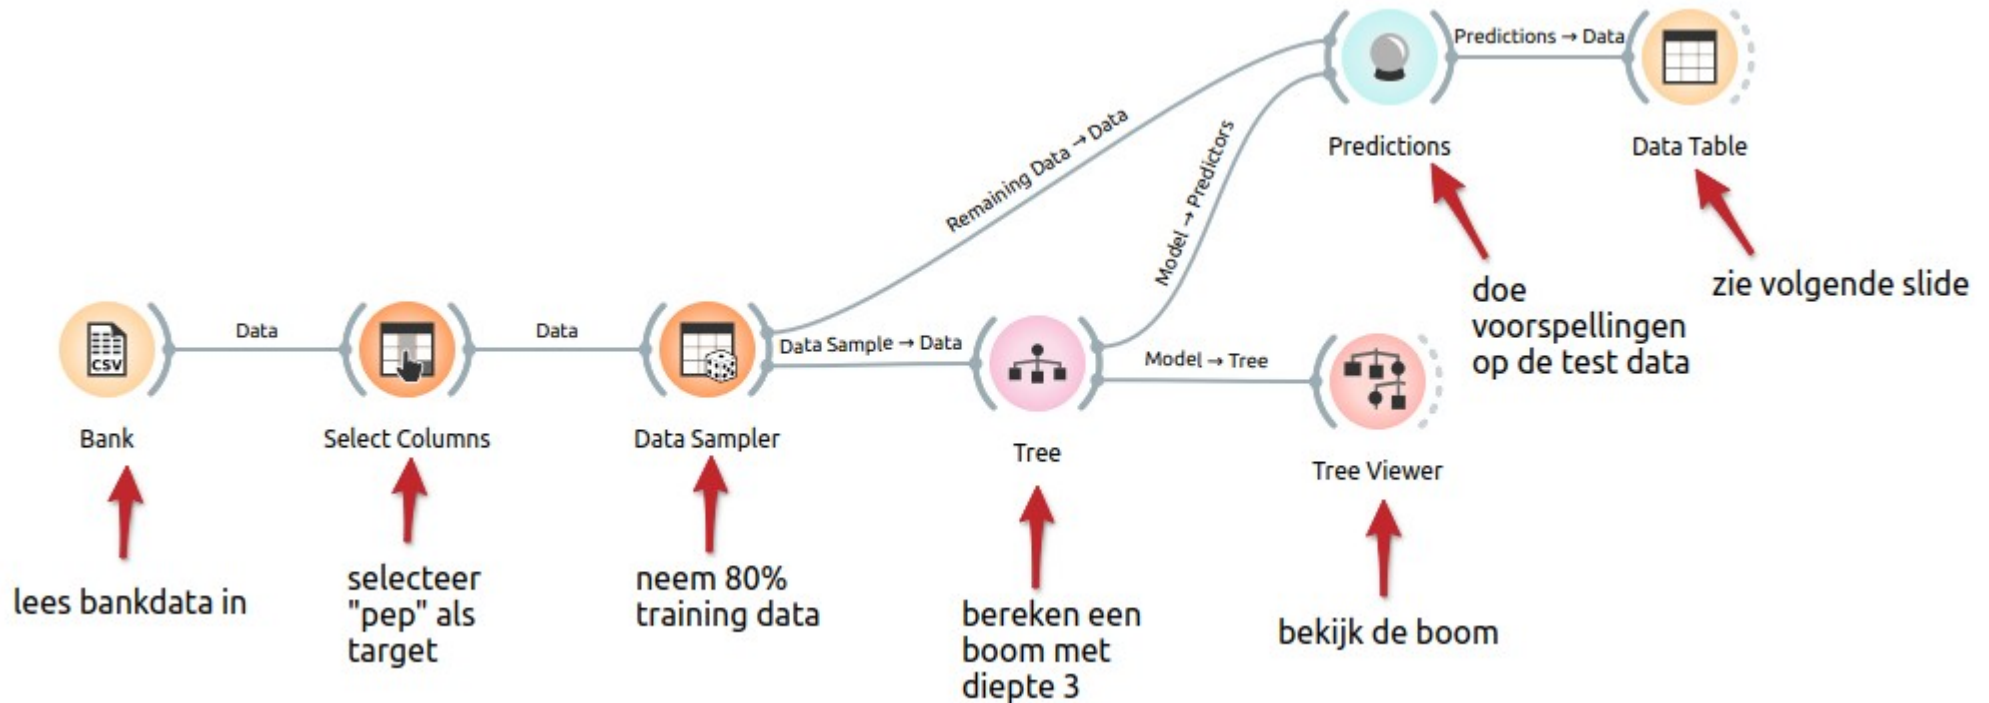 Predictions → Data
Remaining Data → Data
Model → Predictors
Predictions
Data Table
doe
voorspellingen
op de test data
zie volgende slide
CSV
Data
Data
Data Sample → Data
Model → Tree
Bank
Select Columns
Data Sampler
Tree
Tree Viewer
lees bankdata in
selecteer
"pep" als
target
neem 80%
training data
bereken een
boom met
diepte 3
bekijk de boom